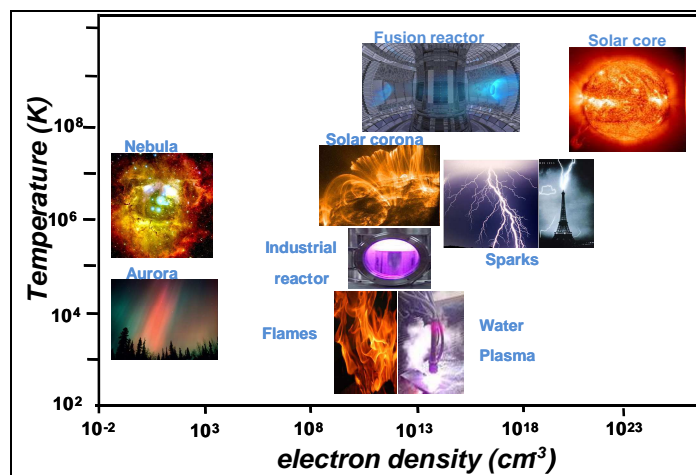 Fusion reactor
Solar core
Temperature (K)
10⁸
10⁶
10⁴
10²
Nebula
Solar corona
Industrial
reactor
Sparks
Aurora
Flames
Water
Plasma
10⁻²
10³
10⁸
10¹³
10¹⁸
10²³
electron density (cm³)